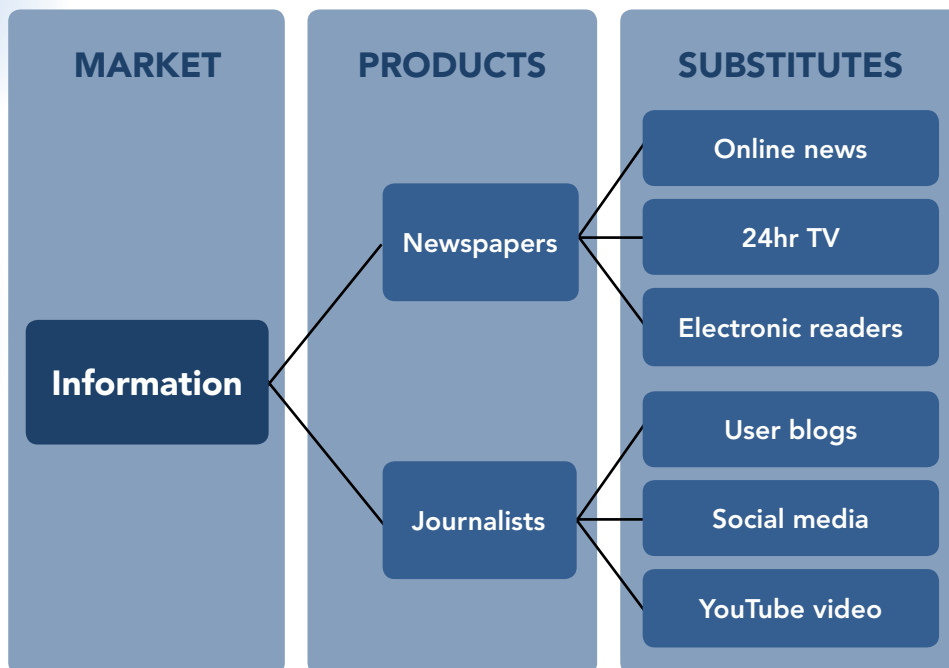 MARKET
PRODUCTS
SUBSTITUTES
Information
Newspapers
Journalists
Online news
24hr TV
Electronic readers
User blogs
Social media
YouTube video